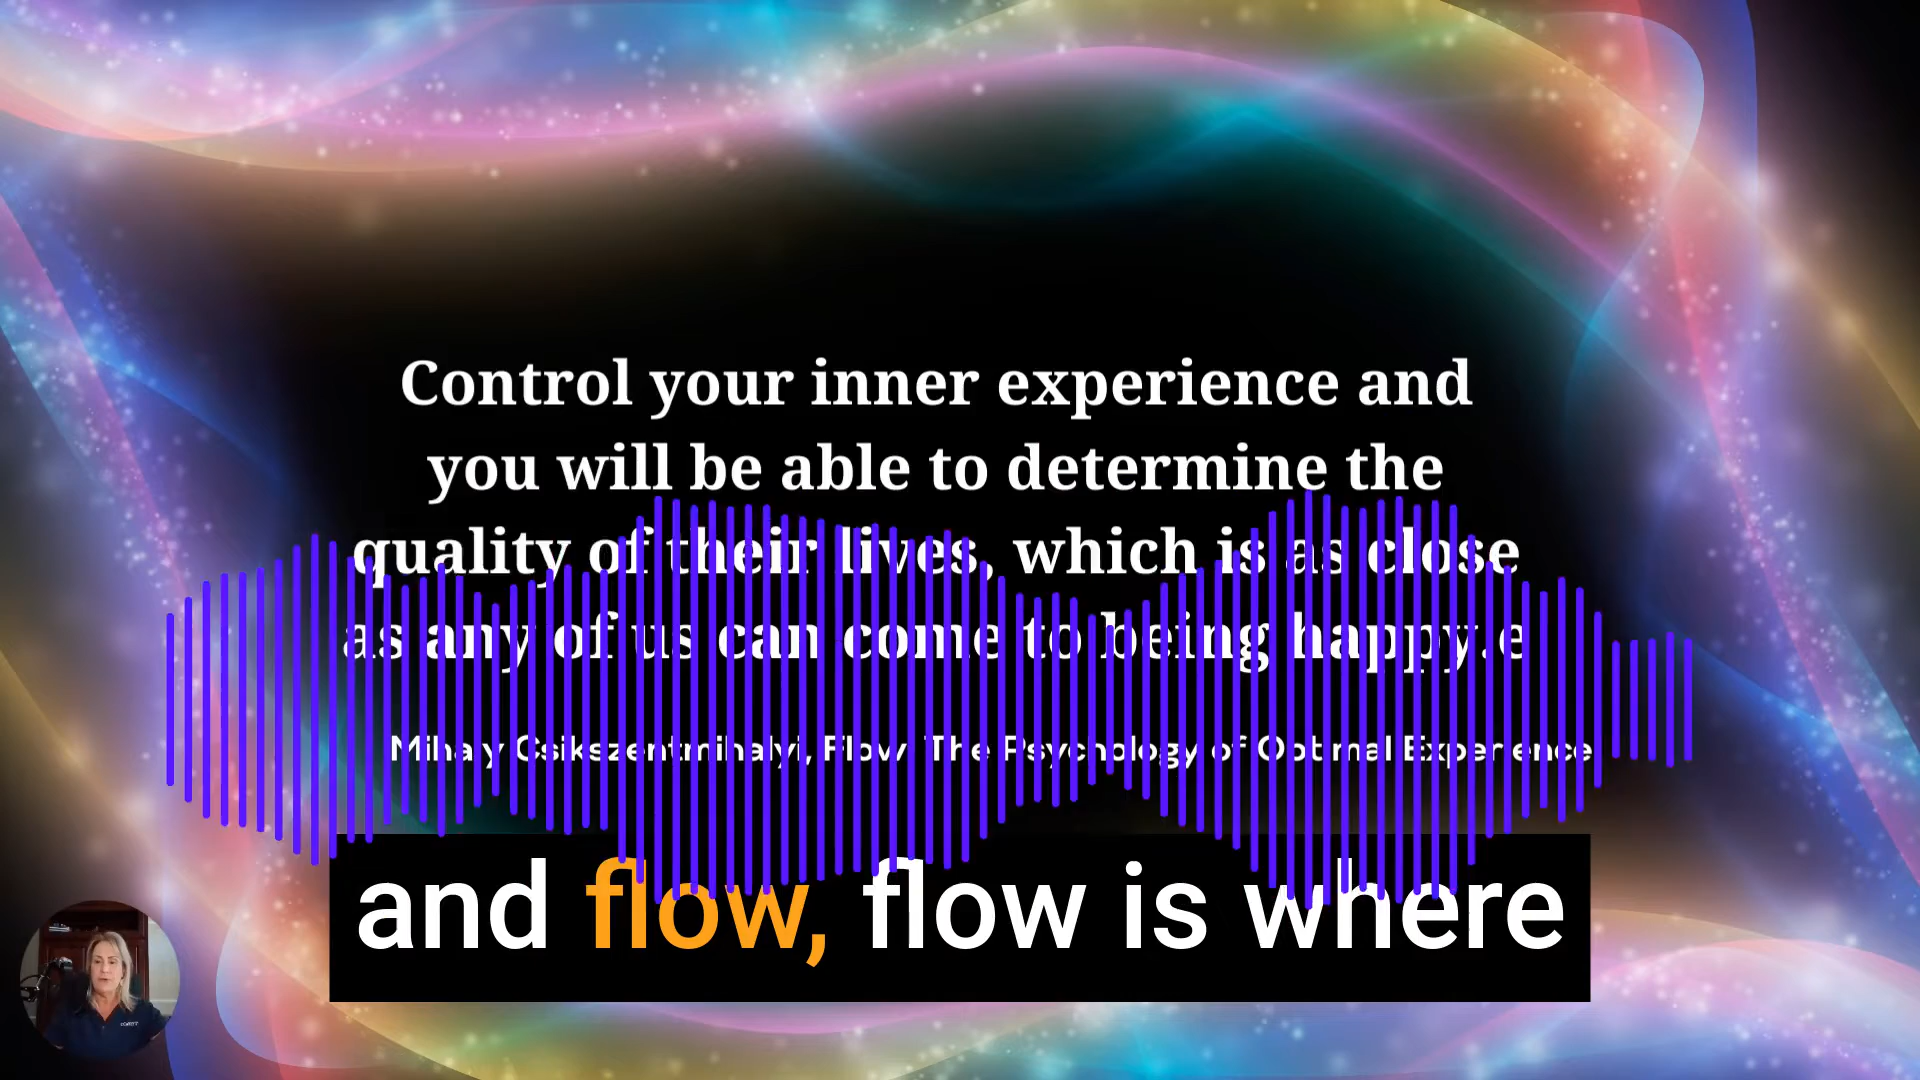 Control your inner experience and
you will be able to determine the
quality of their lives, which is as close
as any of us can come to being happy.e
Mihaly Csikszentmihalyi, Flow: The Psychology of Optimal Experience
and flow, flow is where